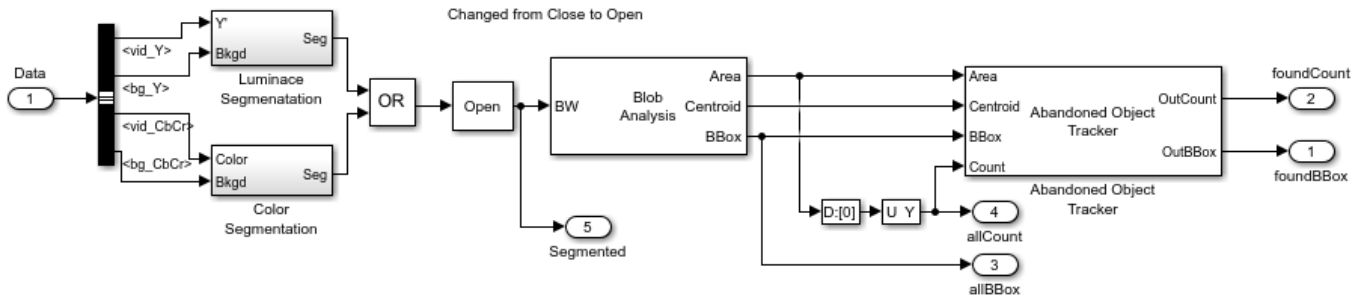 Changed from Close to Open
Data
1
<vid_Y>
<bg_Y>
<vid_CbCr>
<bg_CbCr>
Y'
Bkgd
Seg
Luminace
Segmenatation
Color
Bkgd
Seg
Color
Segmentation
OR
Open
5
Segmented
BW
Blob
Analysis
Area
Centroid
BBox
D:[0]
U Y
4
allCount
3
allBBox
Area
Centroid
BBox
Count
Abandoned Object
Tracker
OutCount
OutBBox
Abandoned Object
Tracker
foundCount
2
1
foundBBox